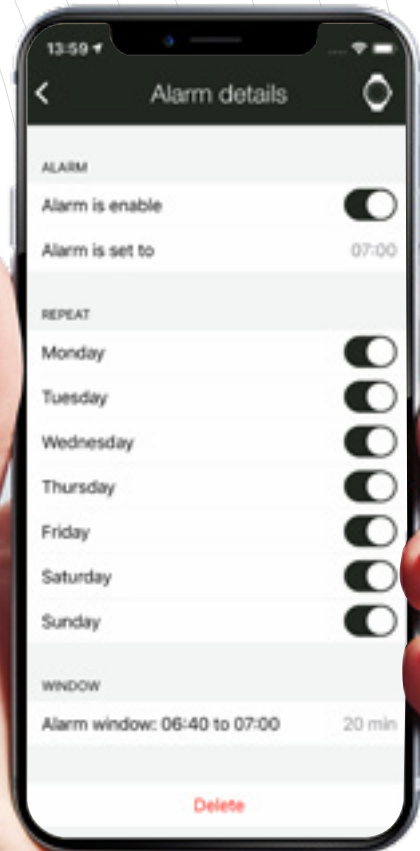 13:59
Alarm details
ALARM
Alarm is enable
Alarm is set to 07:00
REPEAT
Monday
Tuesday
Wednesday
Thursday
Friday
Saturday
Sunday
WINDOW
Alarm window: 06:40 to 07:00 20 min
Delete